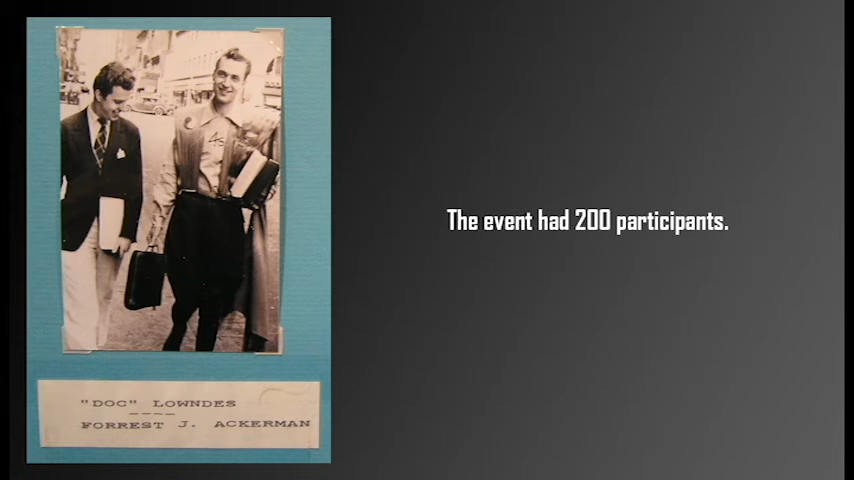 The event had 200 participants.
"DOC" LOWNDES
----
FORREST J. ACKERMAN